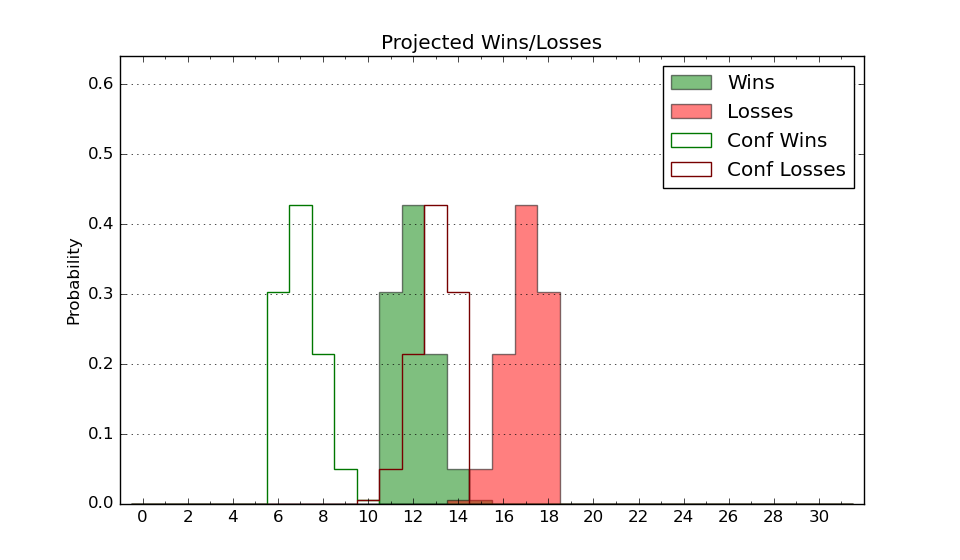 Projected Wins/Losses
Probability
0.6
0.5
0.4
0.3
0.2
0.1
0.0
0 2 4 6 8 10 12 14 16 18 20 22 24 26 28 30
Wins
Losses
Conf Wins
Conf Losses